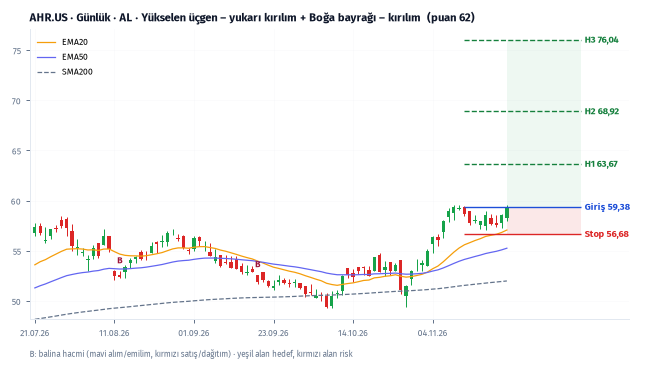 AHR.US · Günlük · AL · Yükselen üçgen – yukarı kırılım + Boğa bayrağı – kırılım (puan 62)
EMA20
EMA50
SMA200
75
70
65
60
55
50
H3 76,04
H2 68,92
H1 63,67
Giriş 59,38
Stop 56,68
B
B
21.07.26
11.08.26
01.09.26
23.09.26
14.10.26
04.11.26
B: balina hacmi (mavi alım/emilim, kırmızı satış/dağıtım) · yeşil alan hedef, kırmızı alan risk